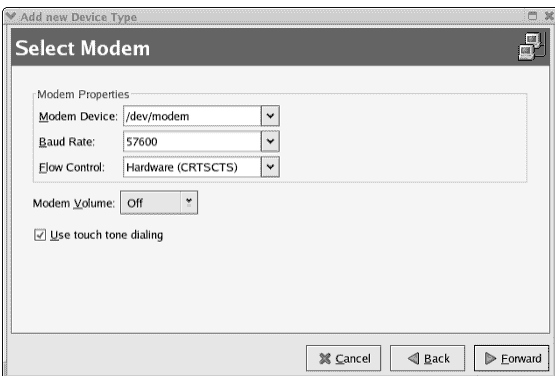 Add new Device Type
Select Modem
Modem Properties
Modem Device: /dev/modem
Baud Rate: 57600
Flow Control: Hardware (CRTSCTS)
Modem Volume: Off
Use touch tone dialing
Cancel Back Forward